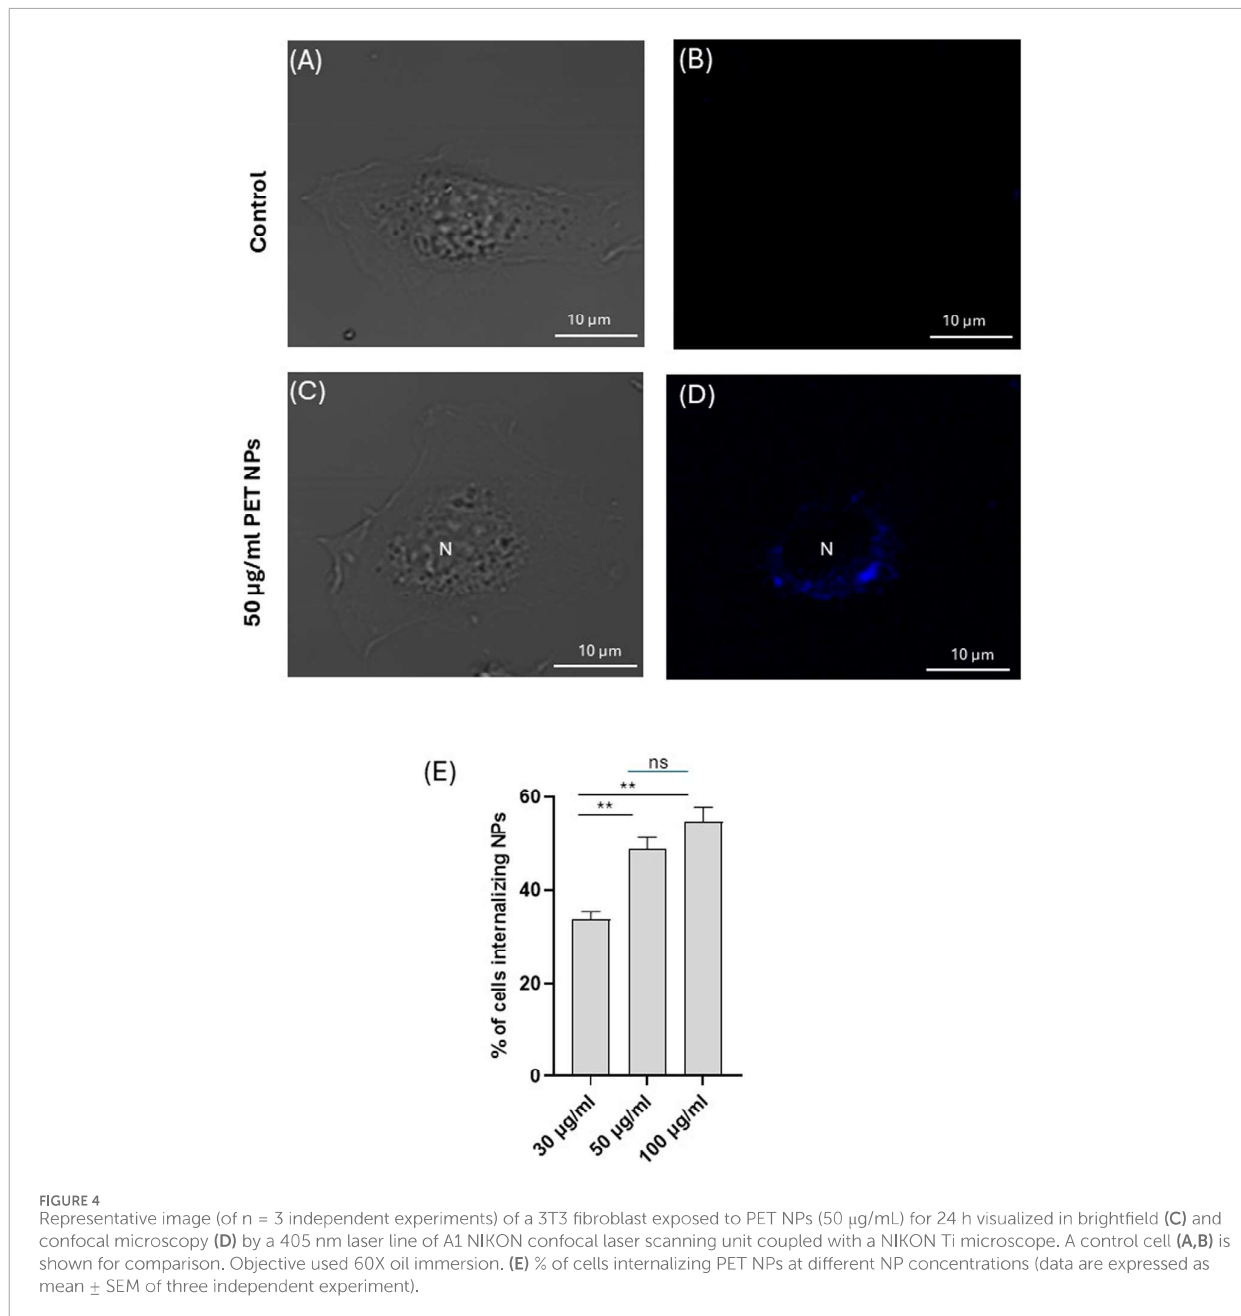 (A)
(B)
Control
10 µm
10 µm
(C)
(D)
50 µg/ml PET NPs
N
N
10 µm
10 µm
(E)
ns
**
**
% of cells internalizing NPs
60
40
20
0
30 µg/ml
50 µg/ml
100 µg/ml
FIGURE 4
Representative image (of n = 3 independent experiments) of a 3T3 fibroblast exposed to PET NPs (50 μg/mL) for 24 h visualized in brightfield (C) and
confocal microscopy (D) by a 405 nm laser line of A1 NIKON confocal laser scanning unit coupled with a NIKON Ti microscope. A control cell (A,B) is
shown for comparison. Objective used 60X oil immersion. (E) % of cells internalizing PET NPs at different NP concentrations (data are expressed as
mean ± SEM of three independent experiment).